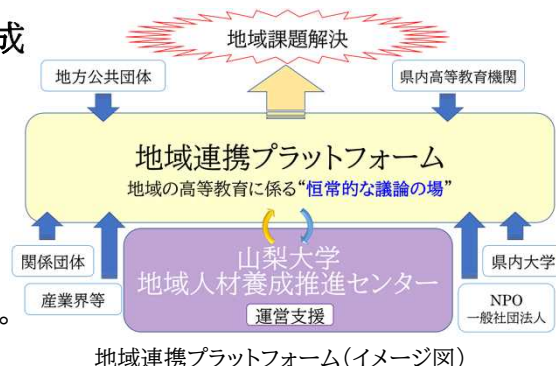 成
地域課題解決
地方公共団体
県内高等教育機関
地域連携プラットフォーム
地域の高等教育に係る“恒常的な議論の場”
関係団体
産業界等
山梨大学
地域人材養成推進センター
運営支援
県内大学
NPO
一般社団法人
。
地域連携プラットフォーム(イメージ図)